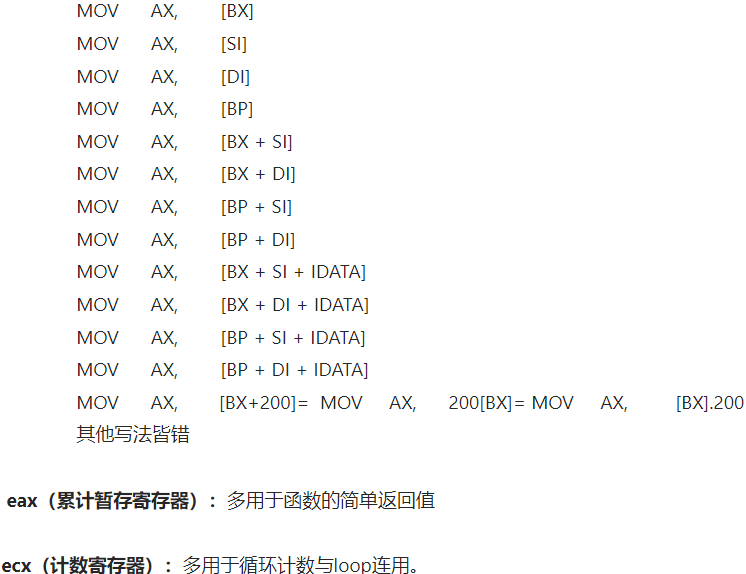 MOV AX, [BX]
MOV AX, [SI]
MOV AX, [DI]
MOV AX, [BP]
MOV AX, [BX + SI]
MOV AX, [BX + DI]
MOV AX, [BP + SI]
MOV AX, [BP + DI]
MOV AX, [BX + SI + IDATA]
MOV AX, [BX + DI + IDATA]
MOV AX, [BP + SI + IDATA]
MOV AX, [BP + DI + IDATA]
MOV AX, [BX+200]= MOV AX, 200[BX]= MOV AX, [BX].200
其他写法皆错
eax（累计暂存寄存器）：多用于函数的简单返回值
ecx（计数寄存器）：多用于循环计数与loop连用。